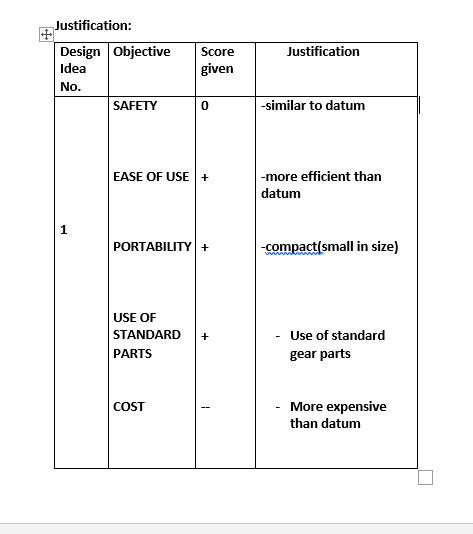 Justification:
Design Objective Score Justification
Idea given
No.
SAFETY 0 -similar to datum
EASE OF USE + -more efficient than
datum
1
PORTABILITY + -compact(small in size)
USE OF
STANDARD + - Use of standard
PARTS gear parts
COST -- - More expensive
than datum